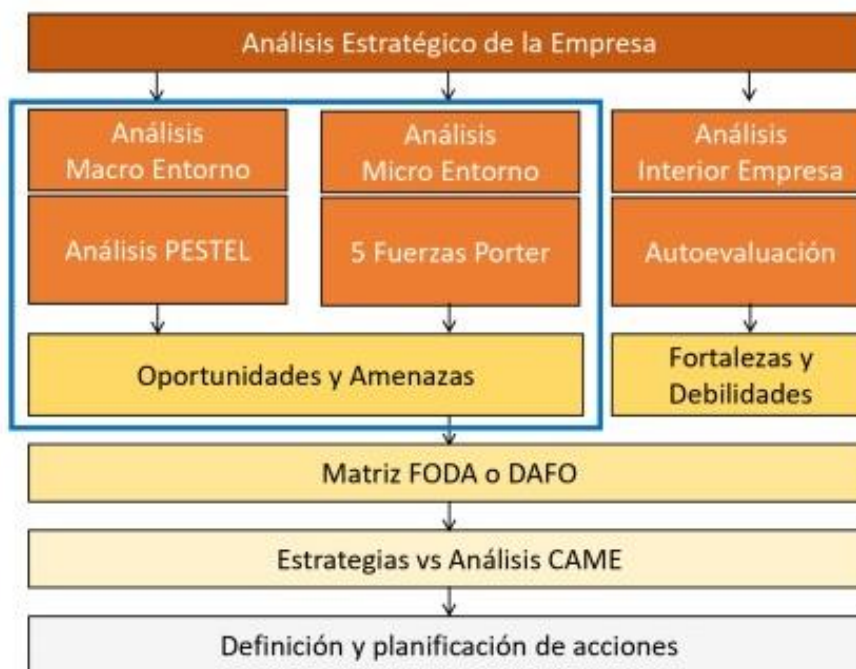 Análisis Estratégico de la Empresa
Análisis
Macro Entorno
Análisis
Micro Entorno
Análisis
Interior Empresa
Análisis PESTEL
5 Fuerzas Porter
Autoevaluación
Oportunidades y Amenazas
Fortalezas y
Debilidades
Matriz FODA o DAFO
Estrategias vs Análisis CAME
Definición y planificación de acciones